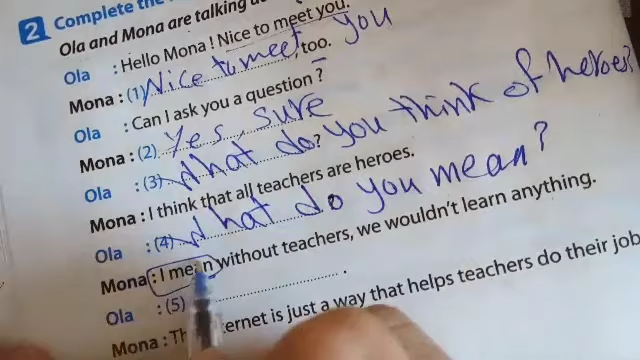 2 Complete the
Ola and Mona are talking
Ola : Hello Mona ! Nice to meet you.
Mona : (1) Nice to meet you, too.
Ola : Can I ask you a question ?
Mona : (2) Yes, sure
Ola : (3) What do you think of heroes?
Mona : I think that all teachers are heroes.
Ola : (4) What do you mean?
Mona : I mean without teachers, we wouldn't learn anything.
Ola : (5) .
Mona : ernet is just a way that helps teachers do their job